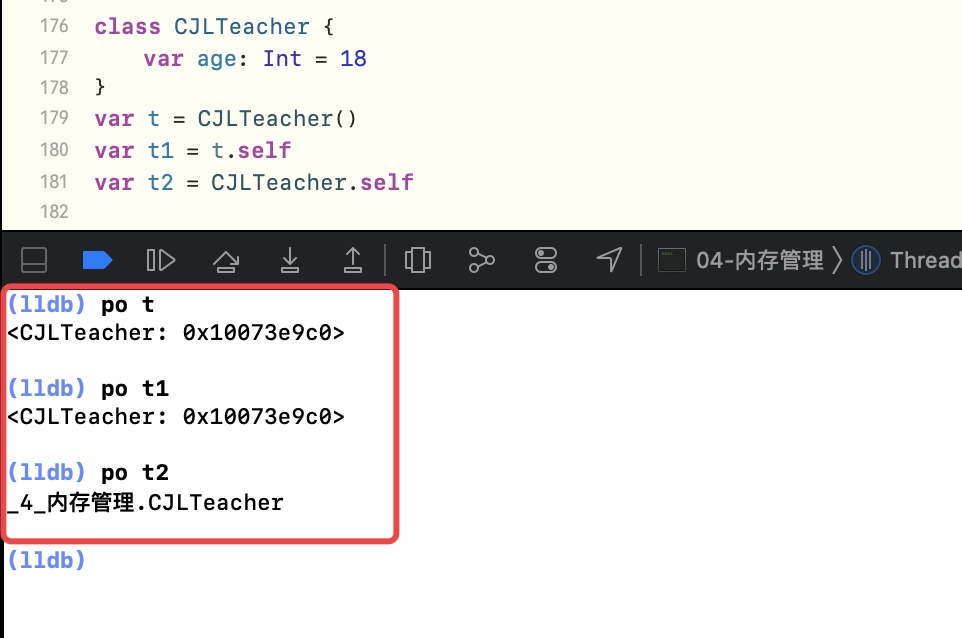 176 class CJLTeacher {
177     var age: Int = 18
178 }
179 var t = CJLTeacher()
180 var t1 = t.self
181 var t2 = CJLTeacher.self
182
04-内存管理 Thread
(lldb) po t
<CJLTeacher: 0x10073e9c0>
(lldb) po t1
<CJLTeacher: 0x10073e9c0>
(lldb) po t2
_4_内存管理.CJLTeacher
(lldb)